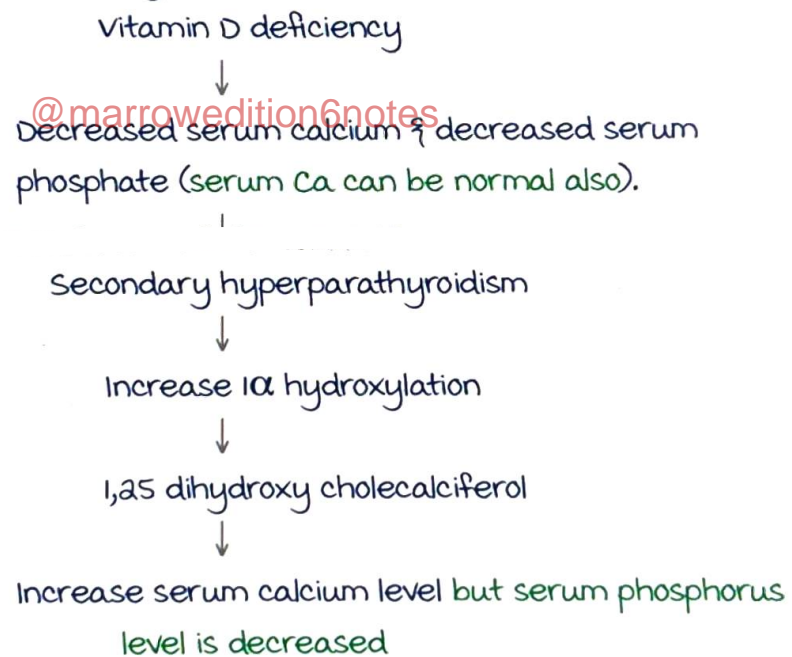 Vitamin D deficiency
↓
@marrowedition6notes
Decreased serum calcium & decreased serum
phosphate (serum Ca can be normal also).
Secondary hyperparathyroidism
↓
Increase 1α hydroxylation
↓
1,25 dihydroxy cholecalciferol
↓
Increase serum calcium level but serum phosphorus
level is decreased